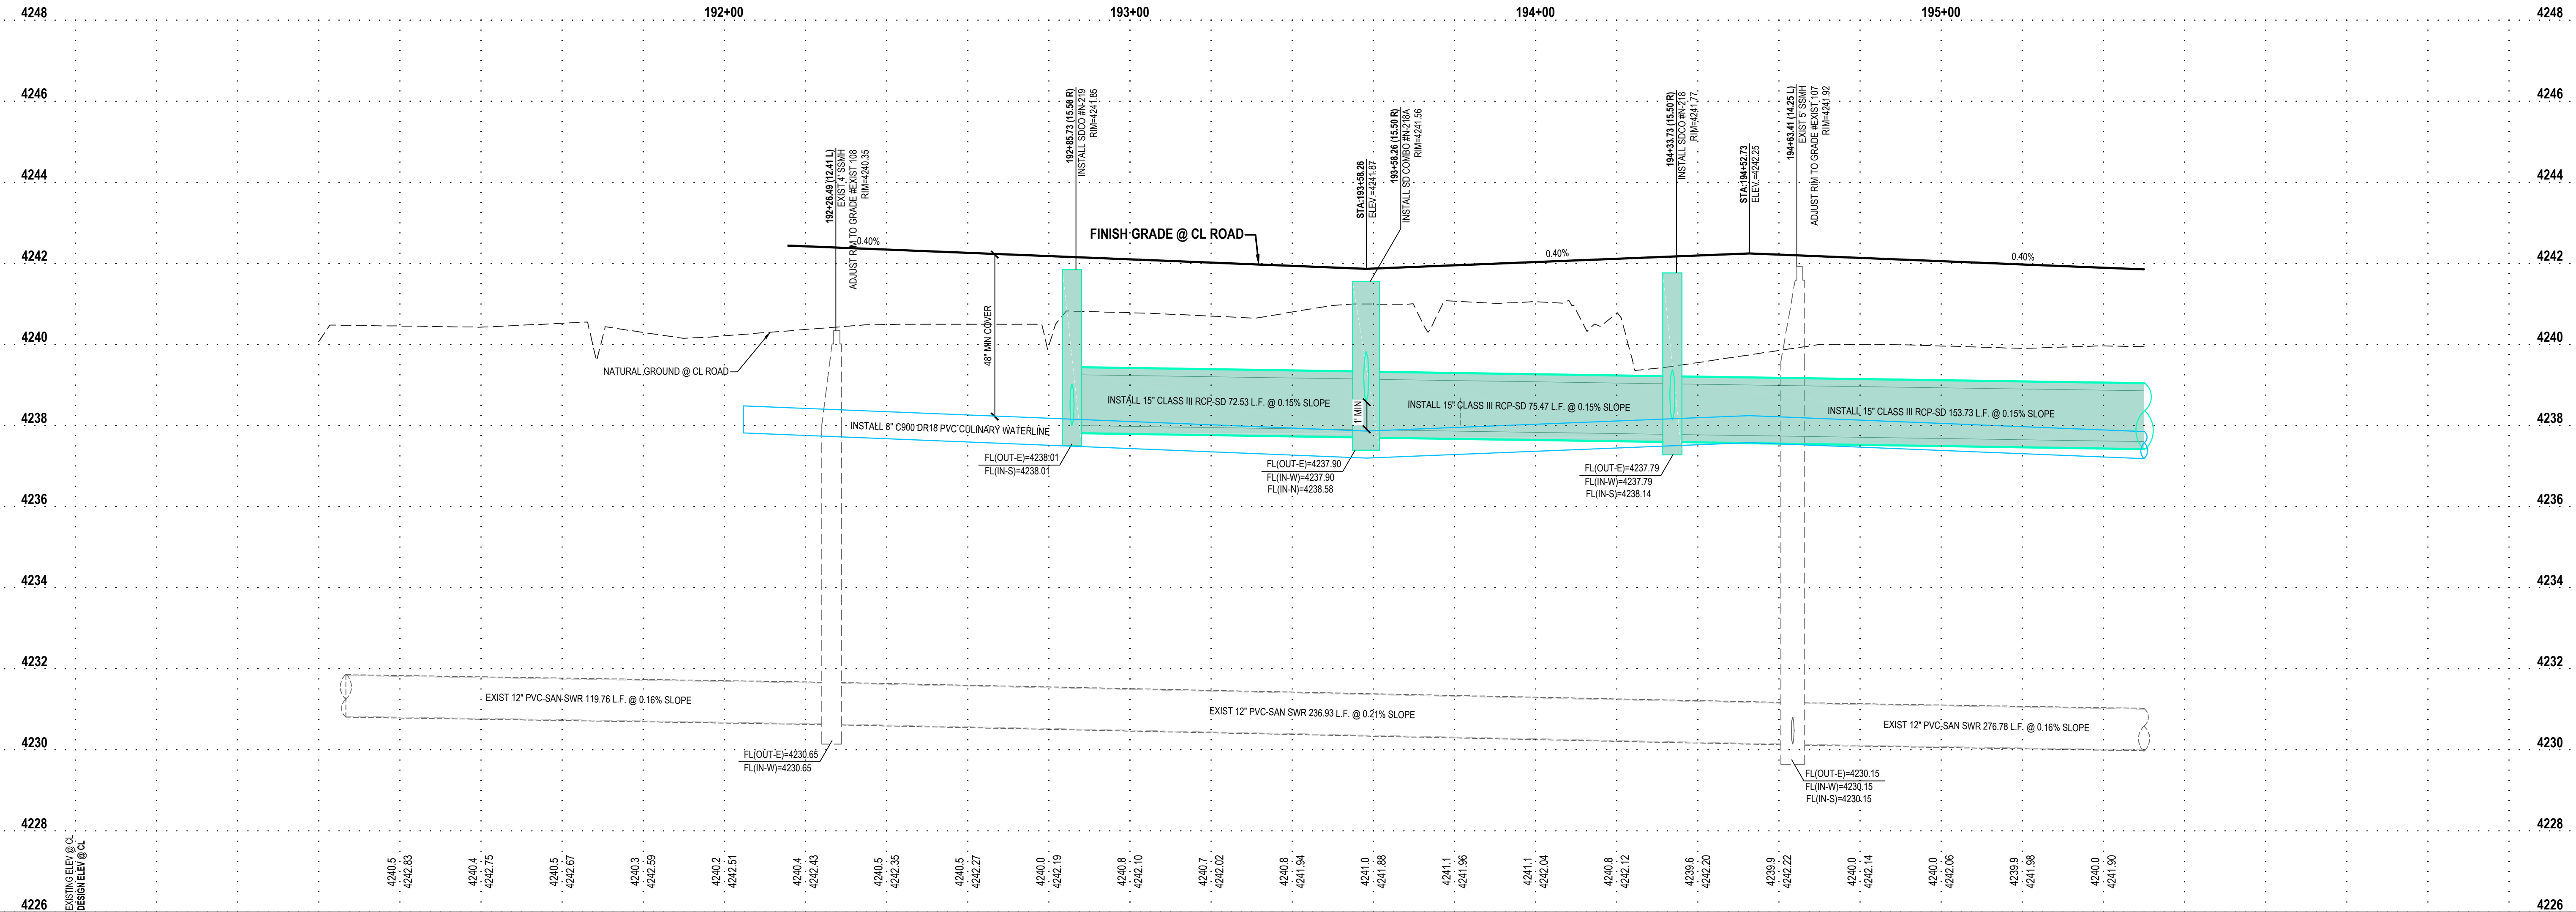 192+00 193+00 194+00 195+00
4248 4248
4246 4246
4244 4244
4242 4242
4240 4240
4238 4238
4236 4236
4234 4234
4232 4232
4230 4230
4228 4228
4226 4226
192+26.49 (12.41 L)
EXIST 4' SSMH
ADJUST RIM TO GRADE #EXIST 108
RIM=4240.35
192+85.73 (15.50 R)
INSTALL SDCO #N-219
RIM=4241.85
STA:193+58.26
ELEV.=4241.87
193+58.26 (15.50 R)
INSTALL SD COMBO #N-218A
RIM=4241.56
194+33.73 (15.50 R)
INSTALL SDCO #N-218
RIM=4241.77
STA:194+52.73
ELEV.=4242.25
194+63.41 (14.25 L)
EXIST 5' SSMH
ADJUST RIM TO GRADE #EXIST 107
RIM=4241.92
FINISH GRADE @ CL ROAD
0.40%
0.40%
0.40%
48" MIN COVER
NATURAL GROUND @ CL ROAD
1' MIN
INSTALL 15" CLASS III RCP-SD 72.53 L.F. @ 0.15% SLOPE
INSTALL 15" CLASS III RCP-SD 75.47 L.F. @ 0.15% SLOPE
INSTALL 15" CLASS III RCP-SD 153.73 L.F. @ 0.15% SLOPE
INSTALL 8" C900 DR18 PVC CULINARY WATERLINE
FL(OUT-E)=4238.01
FL(IN-S)=4238.01
FL(OUT-E)=4237.90
FL(IN-W)=4237.90
FL(IN-N)=4238.58
FL(OUT-E)=4237.79
FL(IN-W)=4237.79
FL(IN-S)=4238.14
EXIST 12" PVC-SAN SWR 119.76 L.F. @ 0.16% SLOPE
EXIST 12" PVC-SAN SWR 236.93 L.F. @ 0.21% SLOPE
EXIST 12" PVC-SAN SWR 276.78 L.F. @ 0.16% SLOPE
FL(OUT-E)=4230.65
FL(IN-W)=4230.65
FL(OUT-E)=4230.15
FL(IN-W)=4230.15
FL(IN-S)=4230.15
EXISTING ELEV @ CL
DESIGN ELEV @ CL
4240.5
4242.83
4240.4
4242.75
4240.5
4242.67
4240.3
4242.59
4240.2
4242.51
4240.4
4242.43
4240.5
4242.35
4240.5
4242.27
4240.0
4242.19
4240.8
4242.10
4240.7
4242.02
4240.8
4241.94
4241.0
4241.88
4241.1
4241.96
4241.1
4242.04
4240.8
4242.12
4239.6
4242.20
4239.9
4242.22
4240.0
4242.14
4240.0
4242.06
4239.9
4241.98
4240.0
4241.90